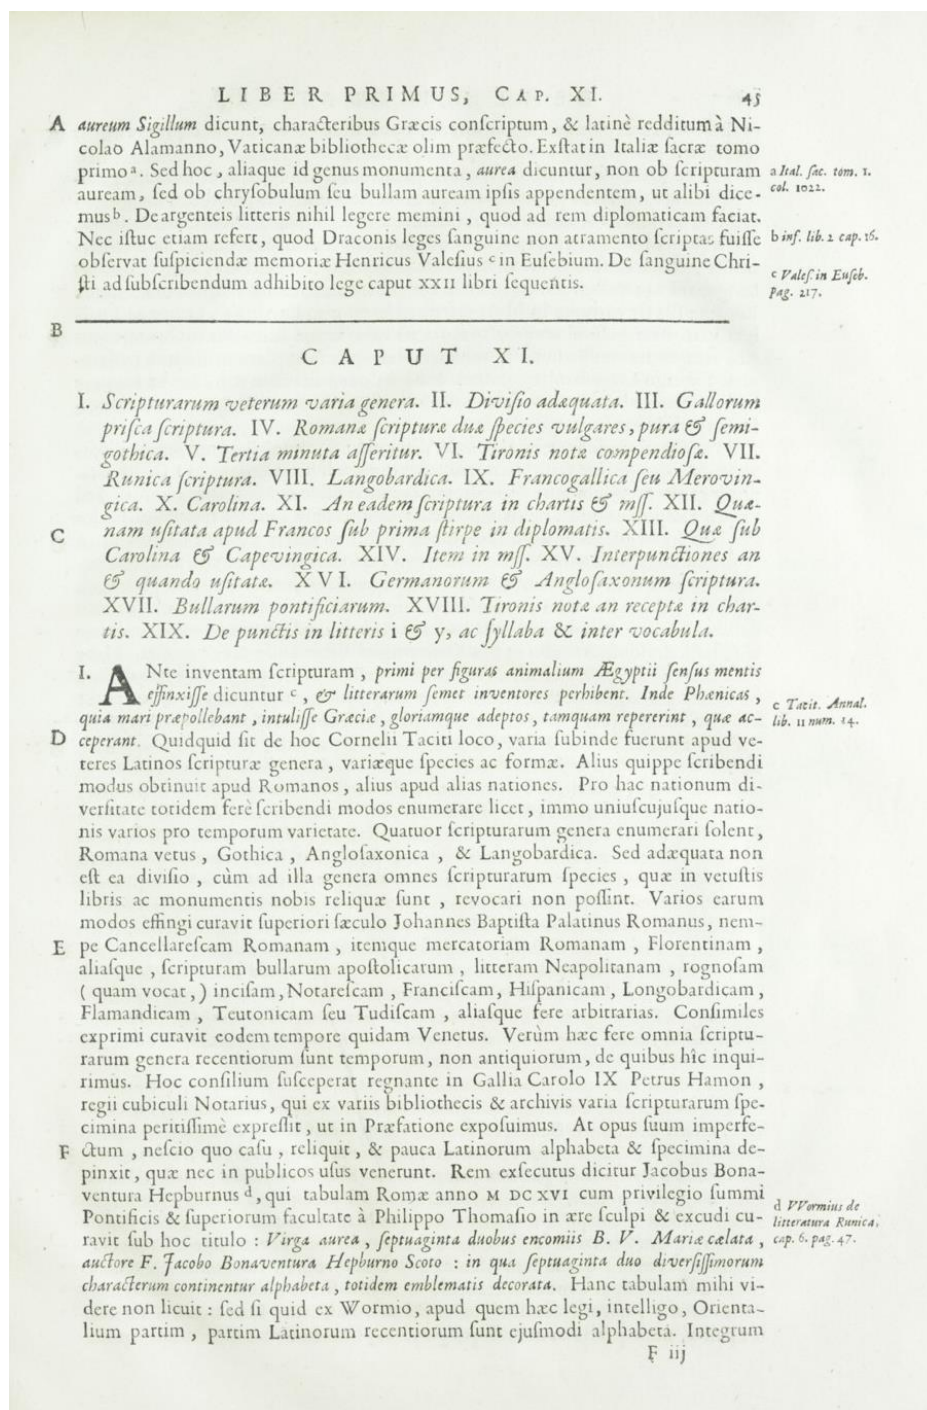 LIBER PRIMUS, CAP. XI. 45
A aureum Sigillum dicunt, characteribus Græcis conſcriptum, & latinè redditum à Ni-
colao Alamanno, Vaticanæ bibliothecæ olim præfecto. Exſtat in Italiæ ſacræ tomo
primo a. Sed hoc, aliaque id genus monumenta, aurea dicuntur, non ob ſcripturam
auream, ſed ob chryſobulum ſeu bullam auream ipſis appendentem, ut alibi dice-
mus b. De argenteis litteris nihil legere memini, quod ad rem diplomaticam faciat.
Nec iſtuc etiam refert, quod Draconis leges ſanguine non atramento ſcriptas fuiſſe
obſervat ſuſpiciendæ memoriæ Henricus Valeſius c in Euſebium. De ſanguine Chri-
ſti ad ſubſcribendum adhibito lege caput XXII libri ſequentis.
a Ital. ſac. tom. 1.
col. 1022.
b inf. lib. 2 cap. 16.
c Valeſ. in Euſeb.
pag. 217.
B
CAPUT XI.
I. Scripturarum veterum varia genera. II. Diviſio adæquata. III. Gallorum
priſca ſcriptura. IV. Romanæ ſcripturæ duæ ſpecies vulgares, pura & ſemi-
gothica. V. Tertia minuta aſſeritur. VI. Tironis notæ compendioſæ. VII.
Runica ſcriptura. VIII. Langobardica. IX. Francogallica ſeu Merovin-
gica. X. Carolina. XI. An eadem ſcriptura in chartis & mſſ. XII. Quæ-
C nam uſitata apud Francos ſub prima ſtirpe in diplomatis. XIII. Quæ ſub
Carolina & Capevingica. XIV. Item in mſſ. XV. Interpunctiones an
& quando uſitatæ. XVI. Germanorum & Angloſaxonum ſcriptura.
XVII. Bullarum pontificiarum. XVIII. Tironis notæ an receptæ in char-
tis. XIX. De punctis in litteris i & y, ac ſyllaba & inter vocabula.
I. ANte inventam ſcripturam, primi per figuras animalium Ægyptii ſenſus mentis
effinxiſſe dicuntur c, & litterarum ſemet inventores perhibent. Inde Phænicas,
quia mari præpollebant, intuliſſe Græciæ, gloriamque adeptos, tamquam repererint, quæ ac-
D ceperant. Quidquid ſit de hoc Cornelii Taciti loco, varia ſubinde fuerunt apud ve-
teres Latinos ſcripturæ genera, variæque ſpecies ac formæ. Alius quippe ſcribendi
modus obtinuit apud Romanos, alius apud alias nationes. Pro hac nationum di-
verſitate totidem ferè ſcribendi modos enumerare licet, immo uniuſcujuſque natio-
nis varios pro temporum varietate. Quatuor ſcripturarum genera enumerari ſolent,
Romana vetus, Gothica, Angloſaxonica, & Langobardica. Sed adæquata non
eſt ea diviſio, cùm ad illa genera omnes ſcripturarum ſpecies, quæ in vetuſtis
libris ac monumentis nobis reliquæ ſunt, revocari non poſſint. Varios earum
modos effingi curavit ſuperiori ſæculo Johannes Baptiſta Palatinus Romanus, nem-
E pe Cancellareſcam Romanam, itemque mercatoriam Romanam, Florentinam,
aliaſque, ſcripturam bullarum apoſtolicarum, litteram Neapolitanam, rognoſam
( quam vocat, ) inciſam, Notareſcam, Franciſcam, Hiſpanicam, Longobardicam,
Flamandicam, Teutonicam ſeu Tudiſcam, aliaſque fere arbitrarias. Conſimiles
exprimi curavit eodem tempore quidam Venetus. Verùm hæc fere omnia ſcriptu-
rarum genera recentiorum ſunt temporum, non antiquiorum, de quibus hîc inqui-
rimus. Hoc conſilium ſuſceperat regnante in Gallia Carolo IX Petrus Hamon,
regii cubiculi Notarius, qui ex variis bibliothecis & archivis varia ſcripturarum ſpe-
cimina peritiſſimè expreſſit, ut in Præfatione expoſuimus. At opus ſuum imperfe-
F ctum, neſcio quo caſu, reliquit, & pauca Latinorum alphabeta & ſpecimina de-
pinxit, quæ nec in publicos uſus venerunt. Rem exſecutus dicitur Jacobus Bona-
ventura Hepburnus d, qui tabulam Romæ anno M DC XVI cum privilegio ſummi
Pontificis & ſuperiorum facultate à Philippo Thomaſio in ære ſculpi & excudi cu-
ravit ſub hoc titulo : Virga aurea, ſeptuaginta duobus encomiis B. V. Mariæ cælata,
auctore F. Jacobo Bonaventura Hepburno Scoto : in qua ſeptuaginta duo diverſiſſimorum
characterum continentur alphabeta, totidem emblematis decorata. Hanc tabulam mihi vi-
dere non licuit : ſed ſi quid ex Wormio, apud quem hæc legi, intelligo, Orienta-
lium partim, partim Latinorum recentiorum ſunt ejuſmodi alphabeta. Integrum
c Tacit. Annal.
lib. 11 num. 14.
d VVormius de
litteratura Runica,
cap. 6. pag. 47.
F iij